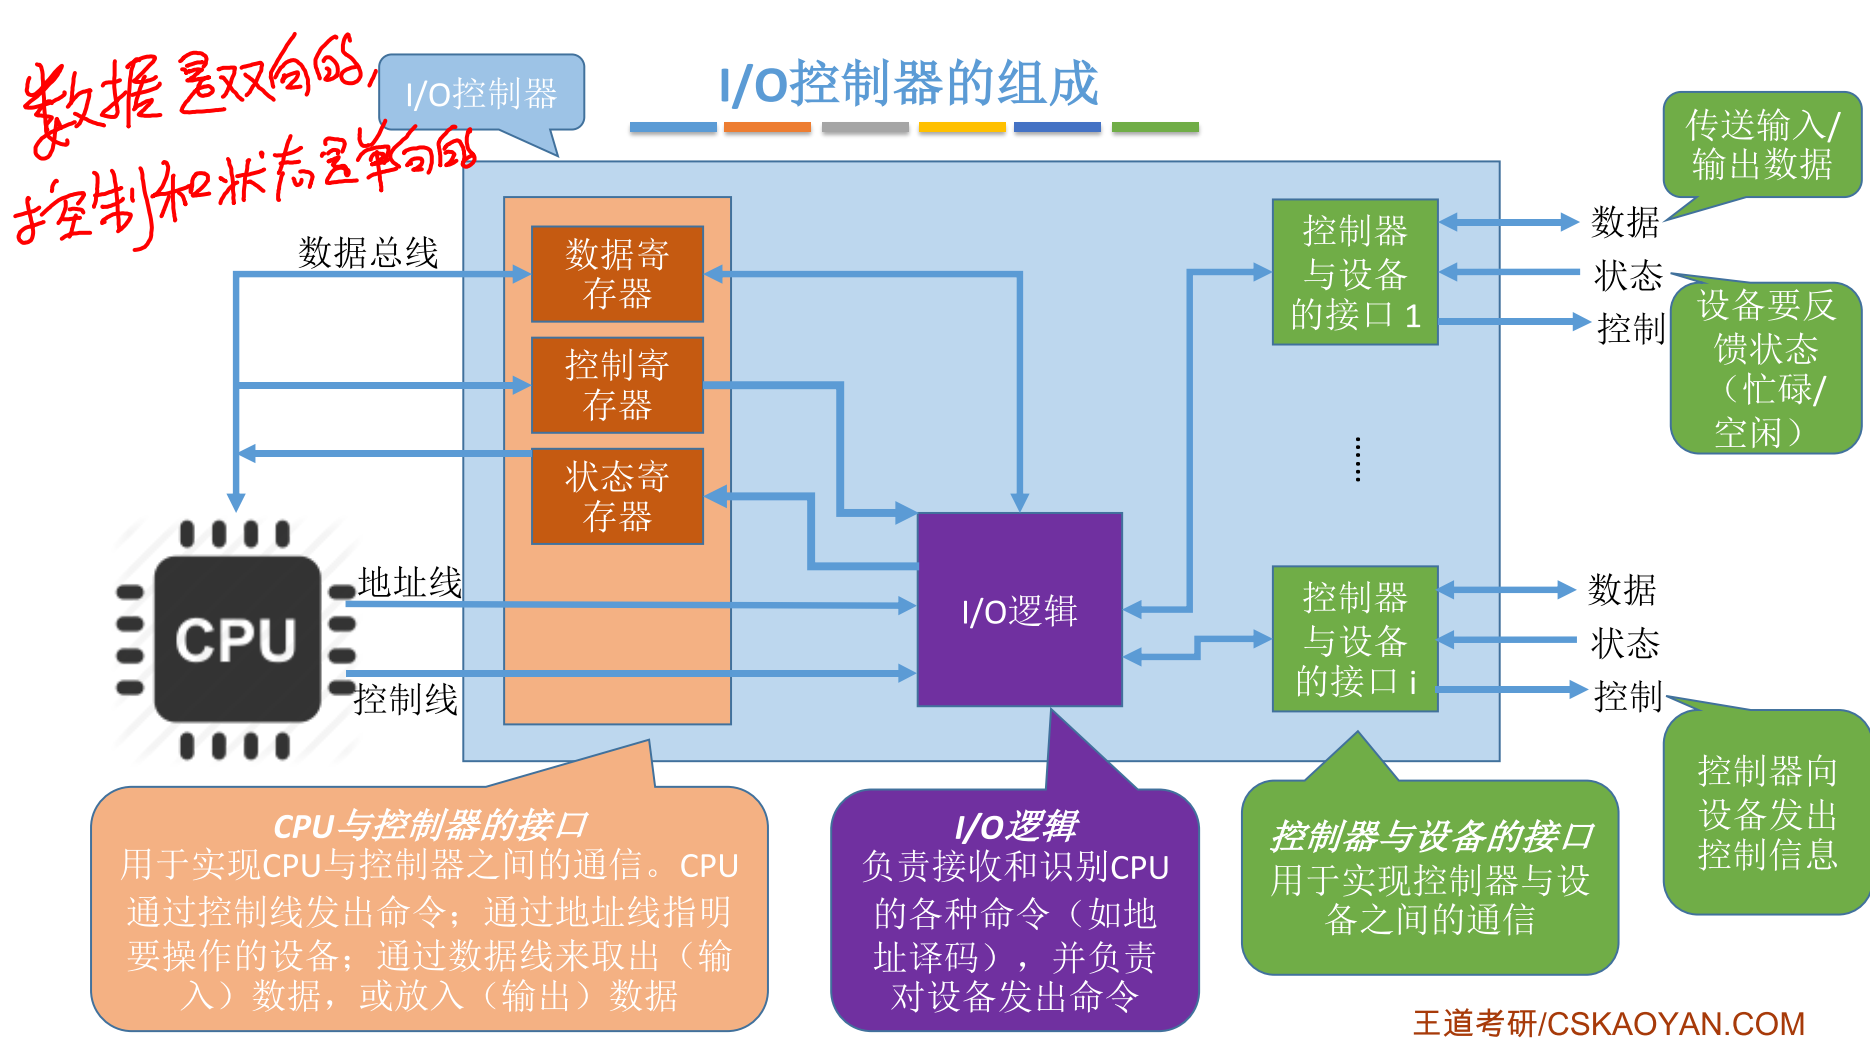 数据是双向的,
控制和状态是单向的
I/O控制器
I/O控制器的组成
传送输入/
输出数据
数据总线
数据寄
存器
控制寄
存器
状态寄
存器
控制器
与设备
的接口 1
数据
状态
控制
设备要反
馈状态
（忙碌/
空闲）
......
CPU
地址线
控制线
I/O逻辑
控制器
与设备
的接口 i
数据
状态
控制
控制器向
设备发出
控制信息
CPU与控制器的接口
用于实现CPU与控制器之间的通信。CPU
通过控制线发出命令；通过地址线指明
要操作的设备；通过数据线来取出（输
入）数据，或放入（输出）数据
I/O逻辑
负责接收和识别CPU
的各种命令（如地
址译码），并负责
对设备发出命令
控制器与设备的接口
用于实现控制器与设
备之间的通信
王道考研/CSKAOYAN.COM